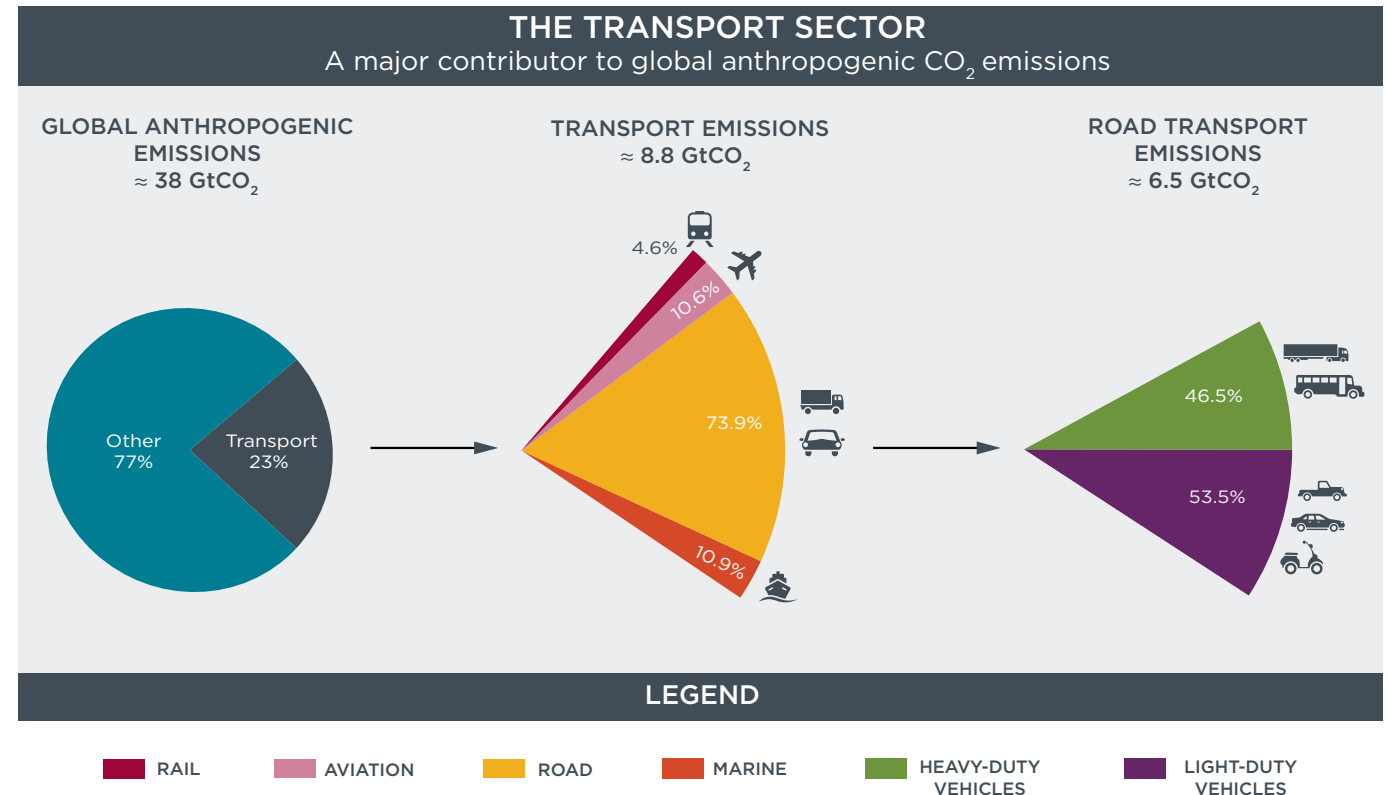 THE TRANSPORT SECTOR
A major contributor to global anthropogenic CO₂ emissions
GLOBAL ANTHROPOGENIC
EMISSIONS
≈ 38 GtCO₂
Other
77%
Transport
23%
TRANSPORT EMISSIONS
≈ 8.8 GtCO₂
4.6%
10.6%
73.9%
10.9%
ROAD TRANSPORT
EMISSIONS
≈ 6.5 GtCO₂
46.5%
53.5%
LEGEND
RAIL
AVIATION
ROAD
MARINE
HEAVY-DUTY
VEHICLES
LIGHT-DUTY
VEHICLES